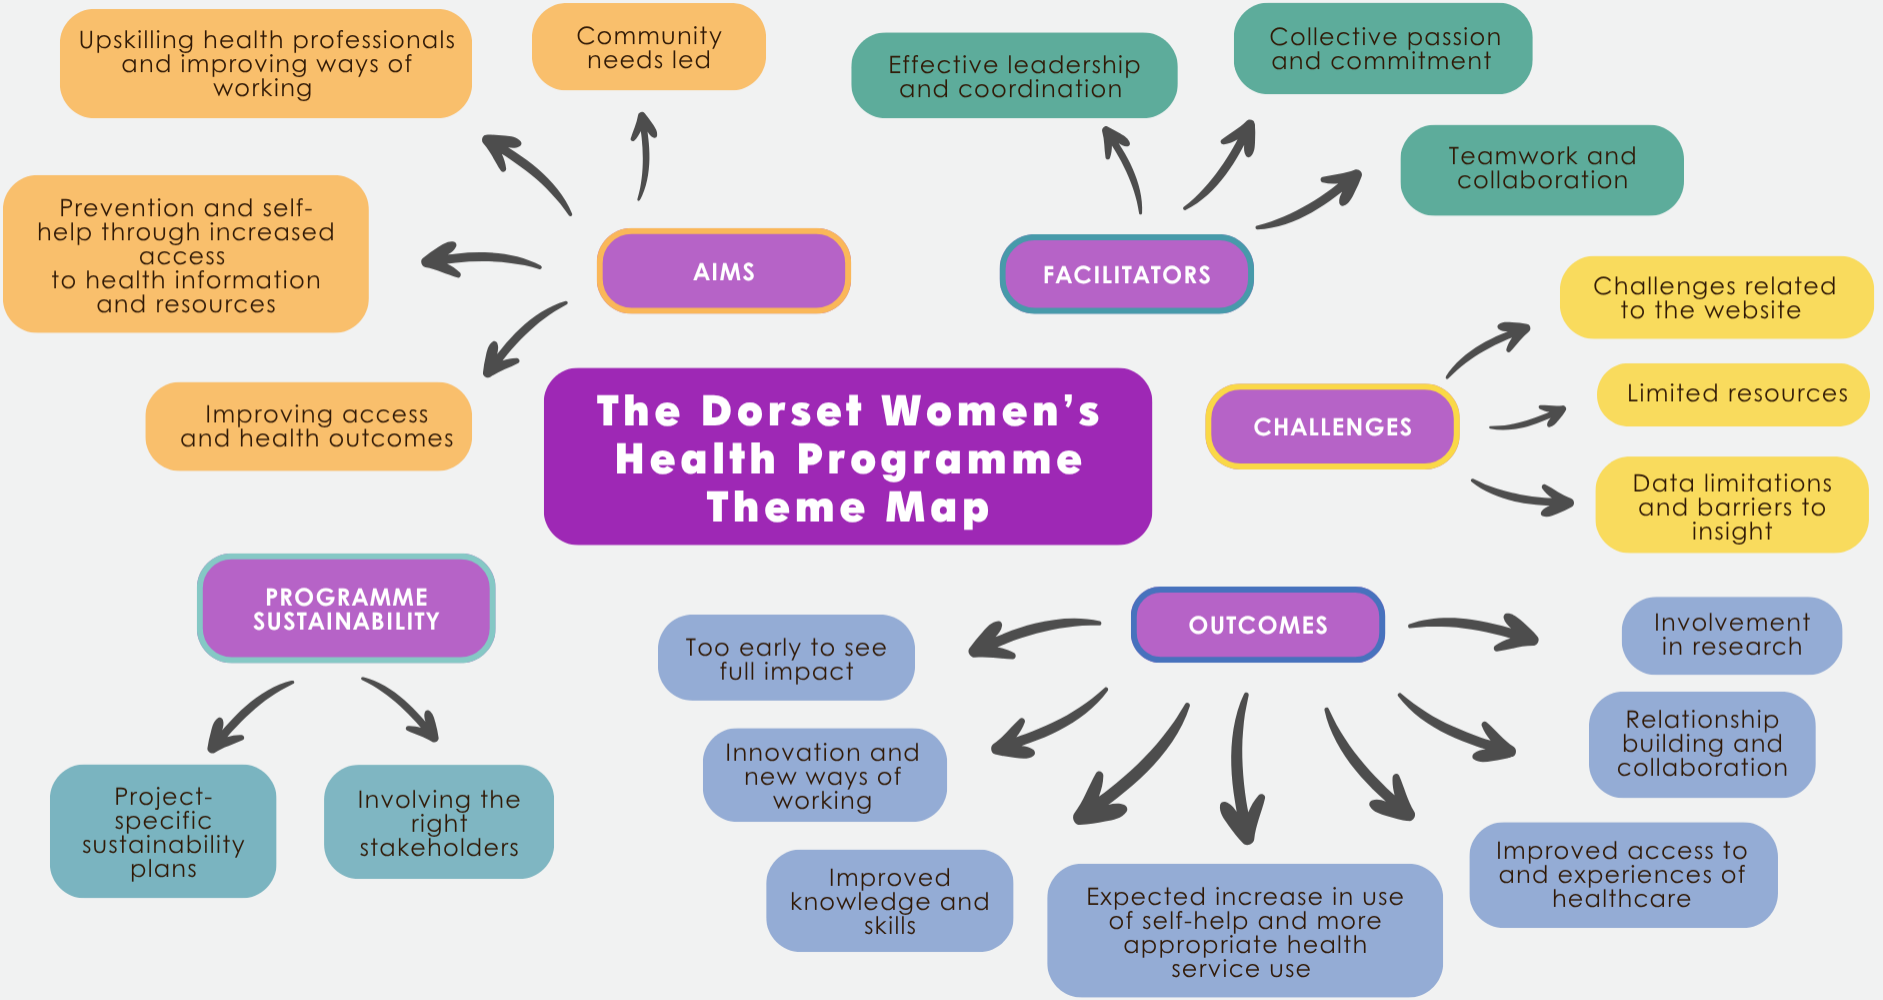 Upskilling health professionals
and improving ways of
working
Community
needs led
Effective leadership
and coordination
Collective passion
and commitment
Teamwork and
collaboration
Prevention and self-
help through increased
access
to health information
and resources
AIMS
FACILITATORS
Challenges related
to the website
Limited resources
CHALLENGES
Data limitations
and barriers to
insight
Improving access
and health outcomes
The Dorset Women's
Health Programme
Theme Map
PROGRAMME
SUSTAINABILITY
Project-
specific
sustainability
plans
Involving the
right
stakeholders
OUTCOMES
Too early to see
full impact
Innovation and
new ways of
working
Improved
knowledge and
skills
Expected increase in use
of self-help and more
appropriate health
service use
Improved access to
and experiences of
healthcare
Relationship
building and
collaboration
Involvement
in research